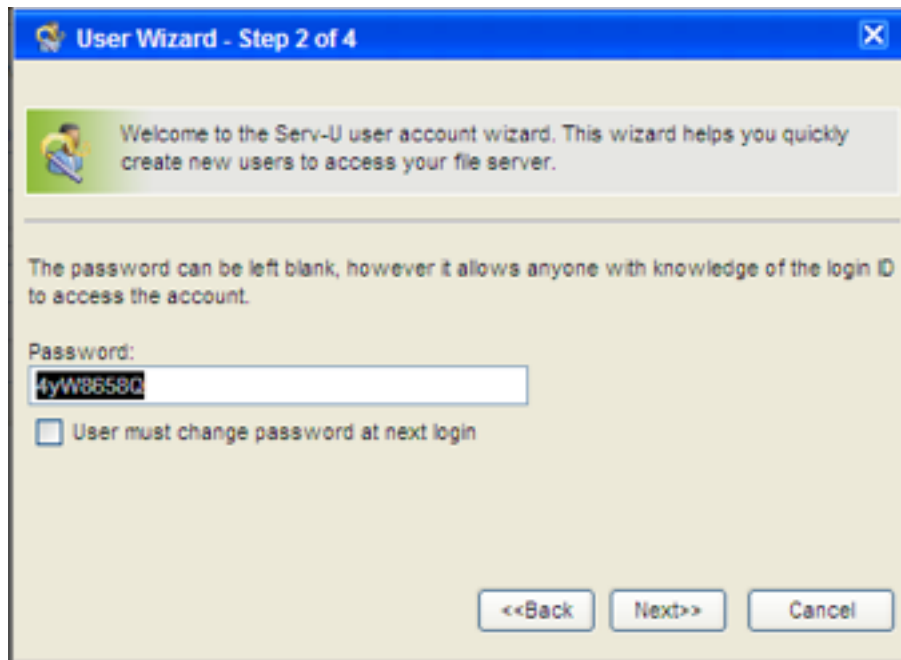 User Wizard - Step 2 of 4
Welcome to the Serv-U user account wizard. This wizard helps you quickly
create new users to access your file server.
The password can be left blank, however it allows anyone with knowledge of the login ID
to access the account.
Password:
4yW8658Q
User must change password at next login
<<Back Next>> Cancel